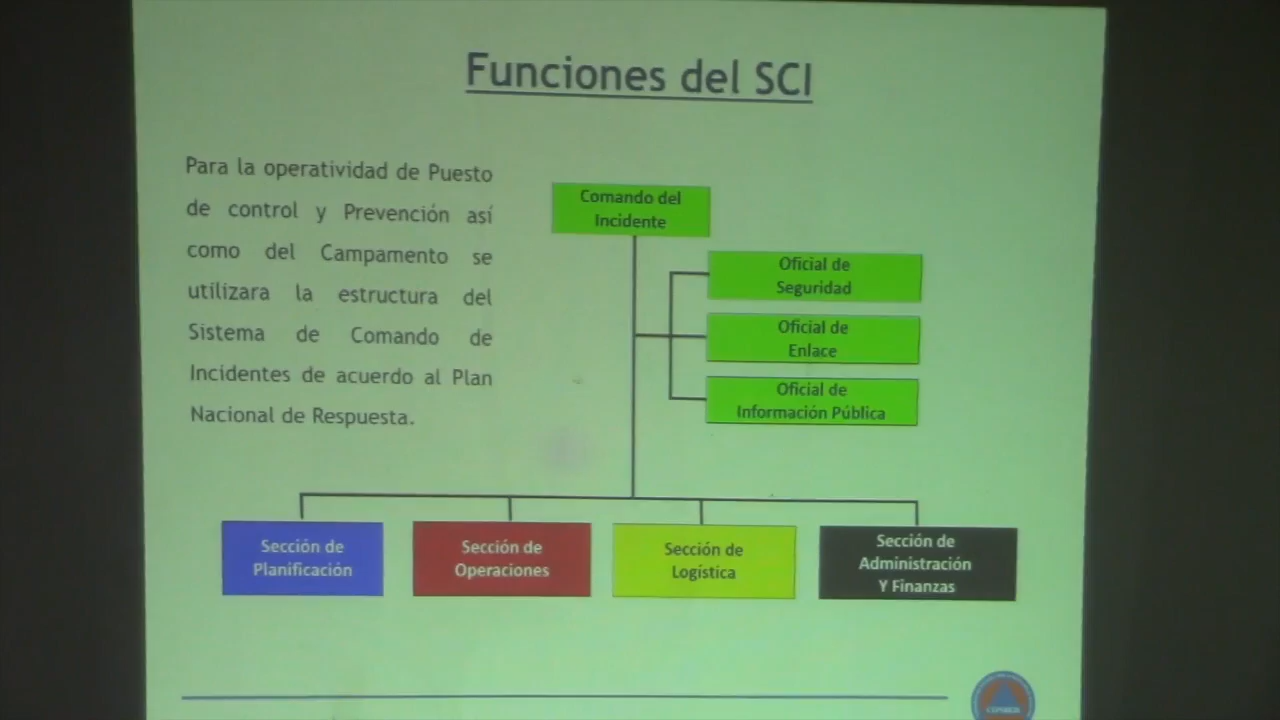 Funciones del SCI
Para la operatividad de Puesto
de control y Prevención así
como del Campamento se
utilizara la estructura del
Sistema de Comando de
Incidentes de acuerdo al Plan
Nacional de Respuesta.
Comando del
Incidente
Oficial de
Seguridad
Oficial de
Enlace
Oficial de
Información Pública
Sección de
Planificación
Sección de
Operaciones
Sección de
Logística
Sección de
Administración
Y Finanzas